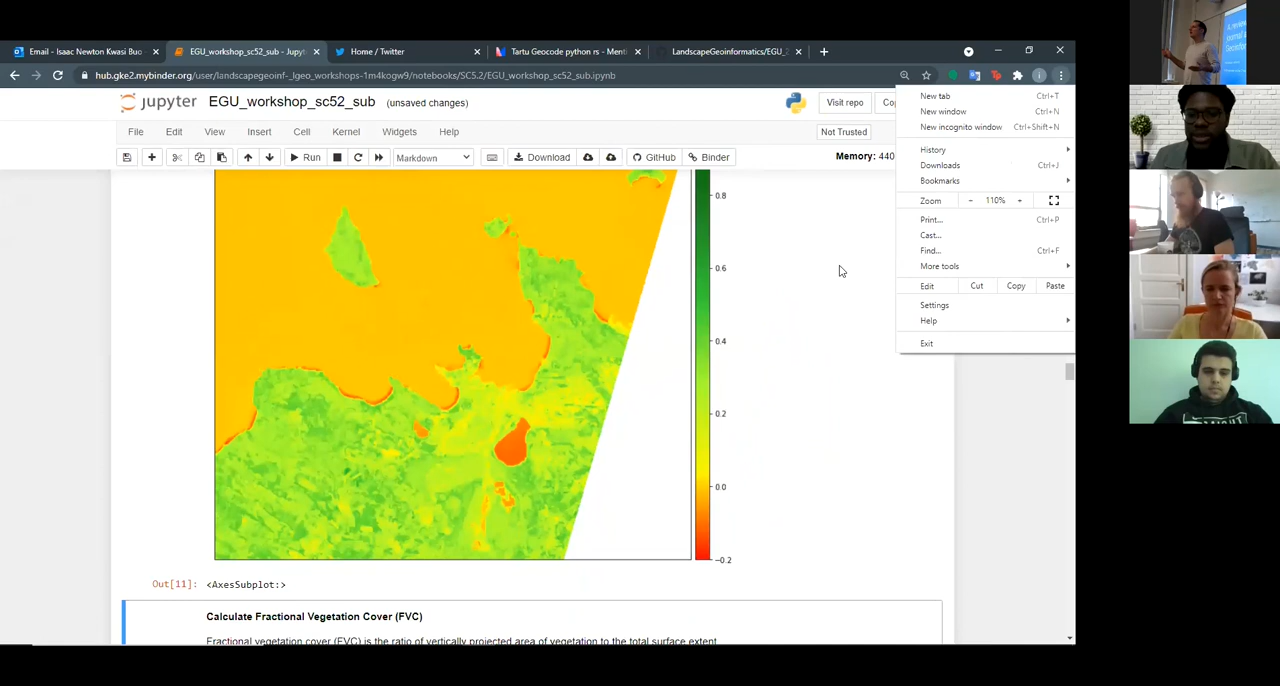 Email - Isaac Newton Kwasi Buo -
EGU_workshop_sc52_sub - Jupyt
Home / Twitter
Tartu Geocode python rs - Menti
LandscapeGeoinformatics/EGU_2
hub.gke2.mybinder.org/user/landscapegeoinf-_lgeo_workshops-1m4kogw9/notebooks/SC5.2/EGU_workshop_sc52_sub.ipynb
jupyter EGU_workshop_sc52_sub (unsaved changes)
Visit repo
File Edit View Insert Cell Kernel Widgets Help
Not Trusted
Run
Markdown
Download
GitHub
Binder
Memory: 440
New tab Ctrl+T
New window Ctrl+N
New incognito window Ctrl+Shift+N
History
Downloads Ctrl+J
Bookmarks
Zoom - 110% +
Print... Ctrl+P
Cast...
Find... Ctrl+F
More tools
Edit Cut Copy Paste
Settings
Help
Exit
0.8
0.6
0.4
0.2
0.0
-0.2
Out[11]: <AxesSubplot:>
Calculate Fractional Vegetation Cover (FVC)
Fractional vegetation cover (FVC) is the ratio of vertically projected area of vegetation to the total surface extent
A review
journal a
Geoinfor